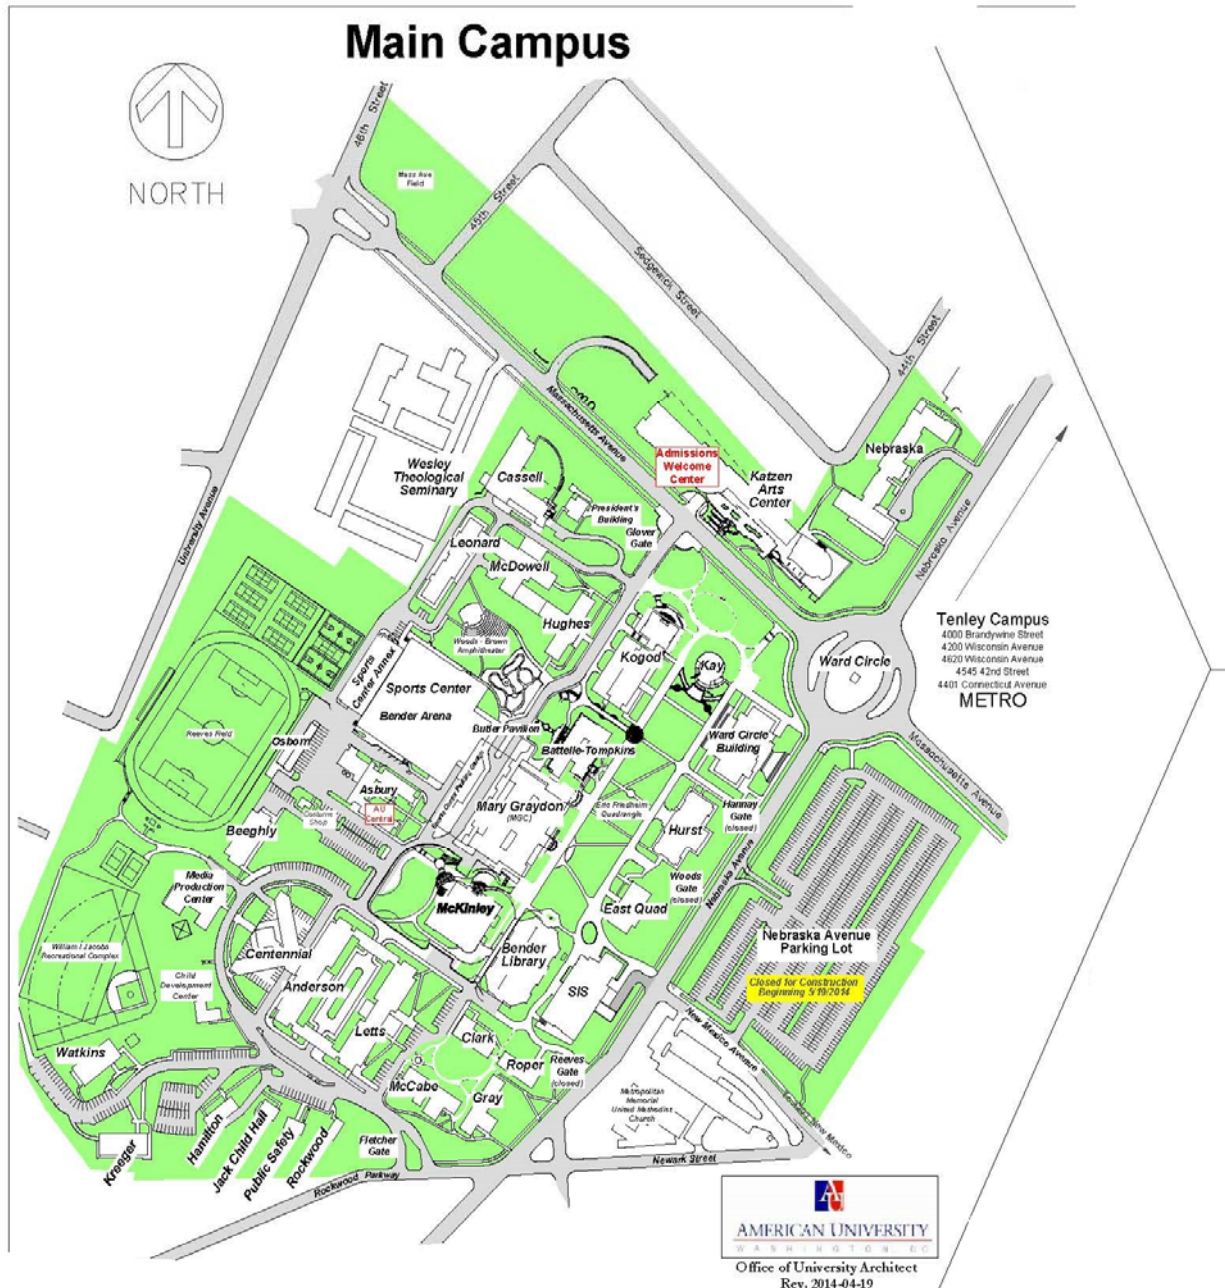 Main Campus
NORTH
46th Street
Mass Ave
Field
45th Street
Sedgewick Street
44th Street
Massachusetts Avenue
Nebraska
Admissions
Welcome
Center
Katzen
Arts
Center
Wesley
Theological
Seminary
Cassell
President's
Building
Glover
Gate
University Avenue
Nebraska Avenue
Leonard
McDowell
Hughes
Tenley Campus
4000 Brandywine Street
4200 Wisconsin Avenue
4620 Wisconsin Avenue
4545 42nd Street
4401 Connecticut Avenue
METRO
Woods - Brown
Amphitheater
Kogod
Kay
Ward Circle
Sports
Center Annex
Sports Center
Bender Arena
Butler Pavilion
Reeves Field
Osborn
Battelle-Tompkins
Ward Circle
Building
Massachusetts Avenue
Asbury
AU
Central
Sports Center Parking Garage
Mary Graydon
(MGC)
Eric Friedheim
Quadrangle
Hannay
Gate
(closed)
Beeghly
Costume
Shop
Hurst
Nebraska Avenue
Media
Production
Center
McKinley
Woods
Gate
(closed)
East Quad
Nebraska Avenue
Parking Lot
Closed for Construction
Beginning 5/19/2014
William I Jacobs
Recreational Complex
Centennial
Bender
Library
Child
Development
Center
Anderson
SIS
Letts
New Mexico Avenue
Watkins
Clark
Roper
Reeves
Gate
(closed)
McCabe
Gray
Metropolitan
Memorial
United Methodist
Church
Kreeger
Hamilton
Jack Child Hall
Public Safety
Rockwood
Fletcher
Gate
Rockwood Parkway
Newark Street
New Mexico
AU
AMERICAN UNIVERSITY
WASHINGTON, DC
Office of University Architect
Rev. 2014-04-19